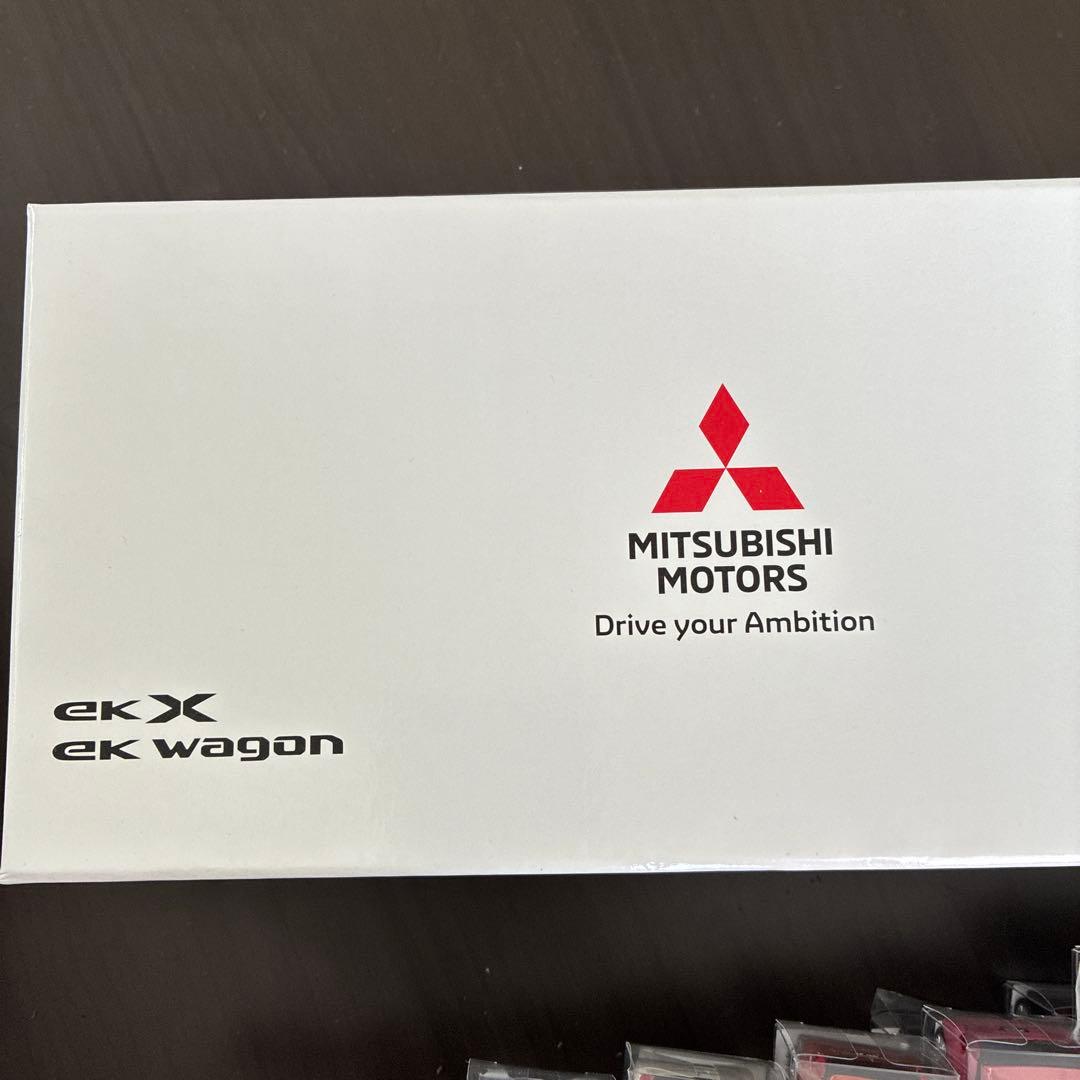 MITSUBISHI
MOTORS
Drive your Ambition
eK X
eK wagon